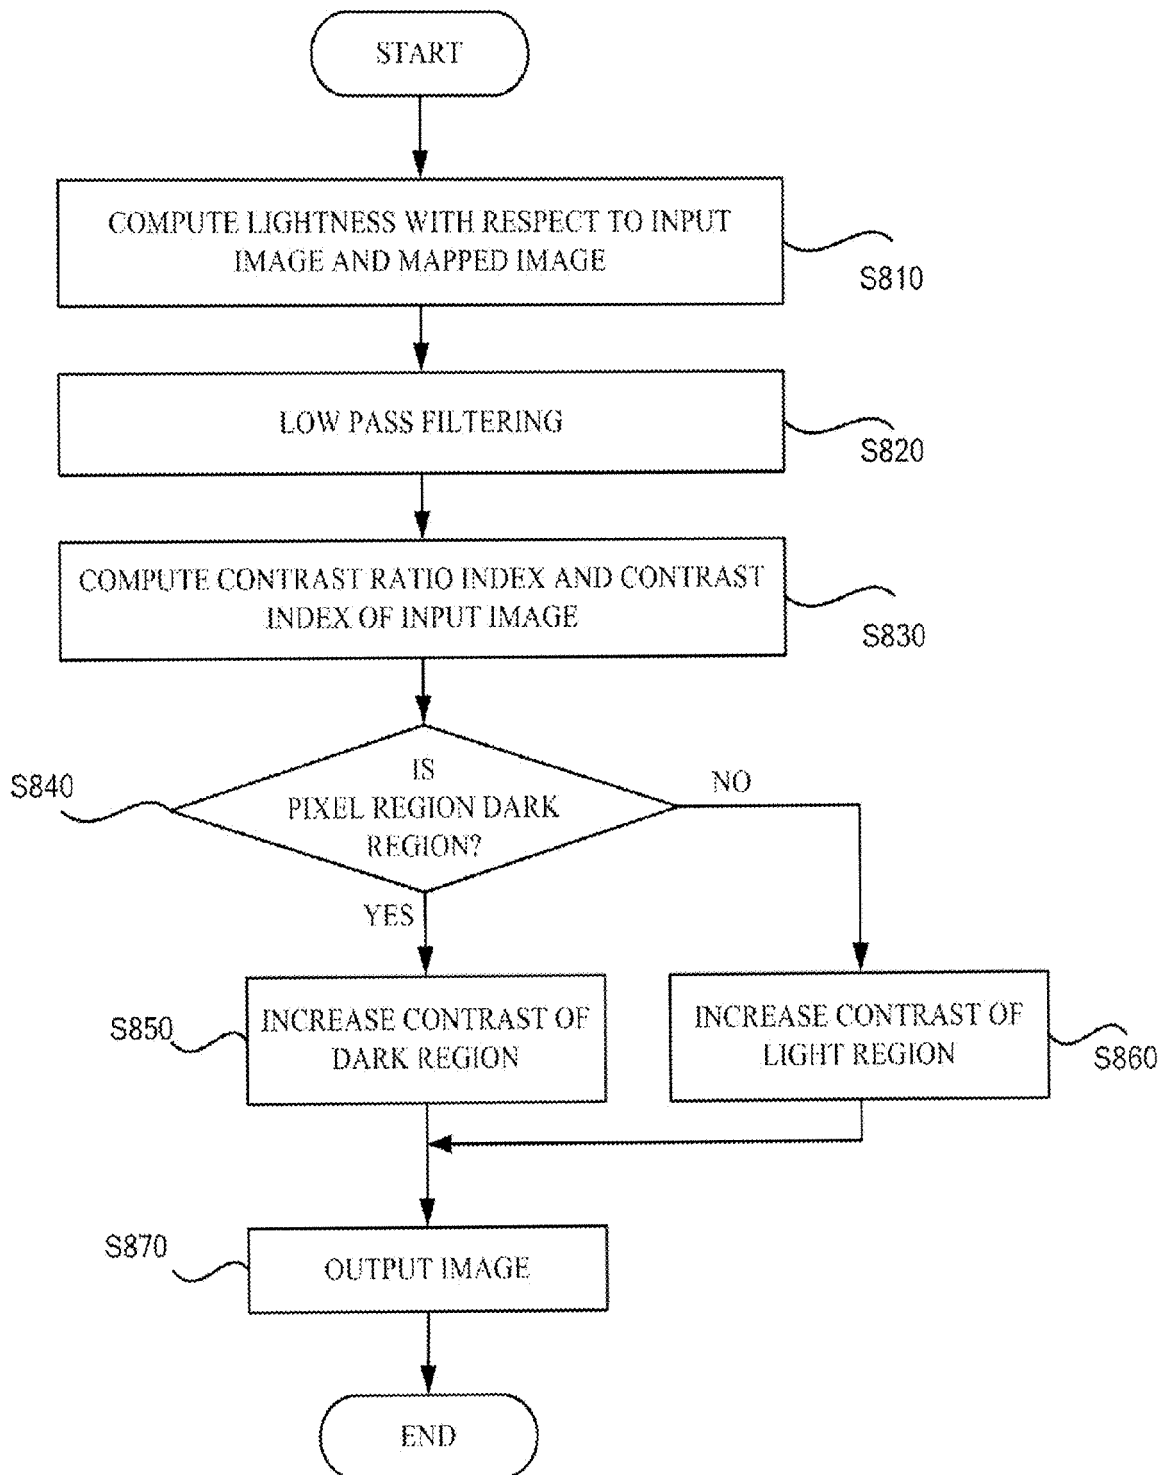 START
COMPUTE LIGHTNESS WITH RESPECT TO INPUT
IMAGE AND MAPPED IMAGE
S810
LOW PASS FILTERING
S820
COMPUTE CONTRAST RATIO INDEX AND CONTRAST
INDEX OF INPUT IMAGE
S830
S840
IS
PIXEL REGION DARK
REGION?
NO
YES
S850
INCREASE CONTRAST OF
DARK REGION
INCREASE CONTRAST OF
LIGHT REGION
S860
S870
OUTPUT IMAGE
END